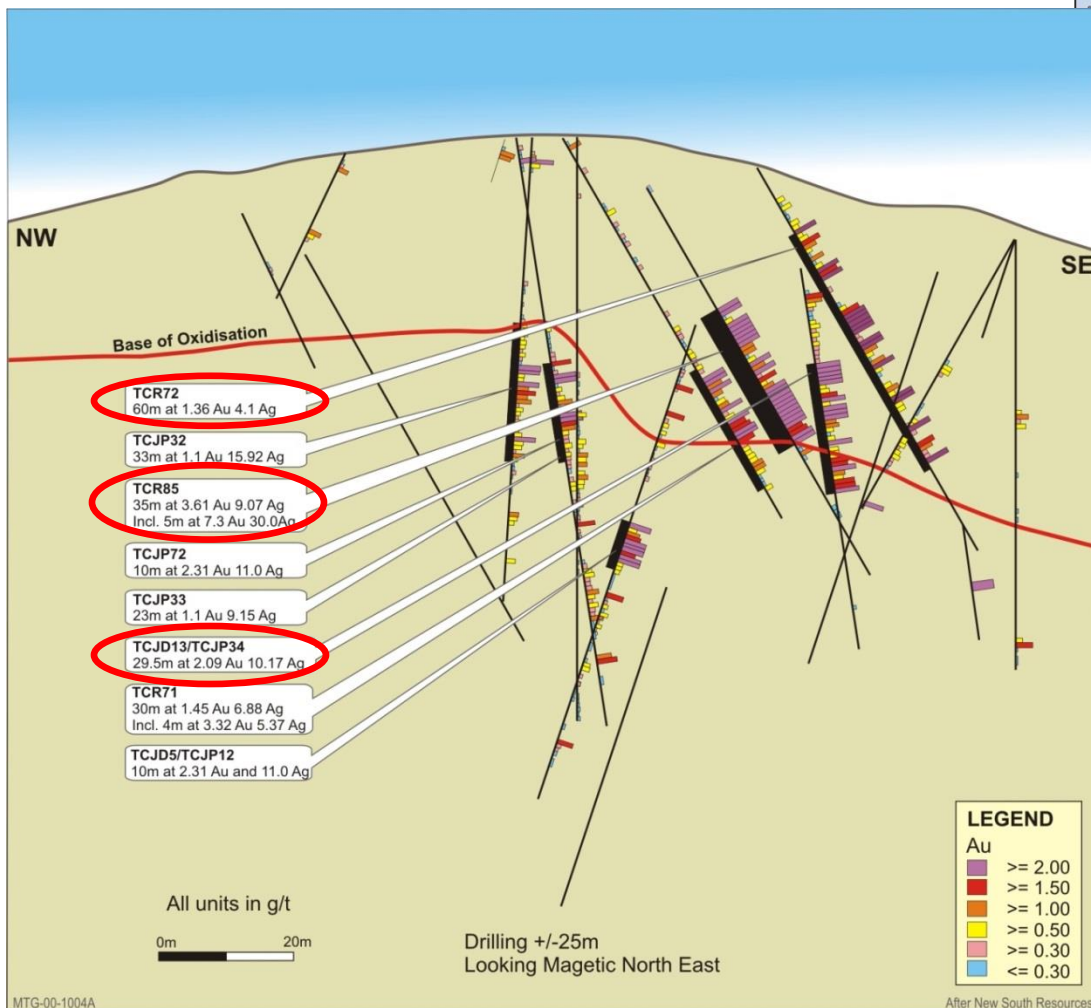 NW
SE
Base of Oxidisation
TCR72
60m at 1.36 Au 4.1 Ag
TCJP32
33m at 1.1 Au 15.92 Ag
TCR85
35m at 3.61 Au 9.07 Ag
Incl. 5m at 7.3 Au 30.0Ag
TCJP72
10m at 2.31 Au 11.0 Ag
TCJP33
23m at 1.1 Au 9.15 Ag
TCJD13/TCJP34
29.5m at 2.09 Au 10.17 Ag
TCR71
30m at 1.45 Au 6.88 Ag
Incl. 4m at 3.32 Au 5.37 Ag
TCJD5/TCJP12
10m at 2.31 Au and 11.0 Ag
All units in g/t
0m 20m
Drilling +/-25m
Looking Magetic North East
LEGEND
Au
>= 2.00
>= 1.50
>= 1.00
>= 0.50
>= 0.30
<= 0.30
MTG-00-1004A
After New South Resources